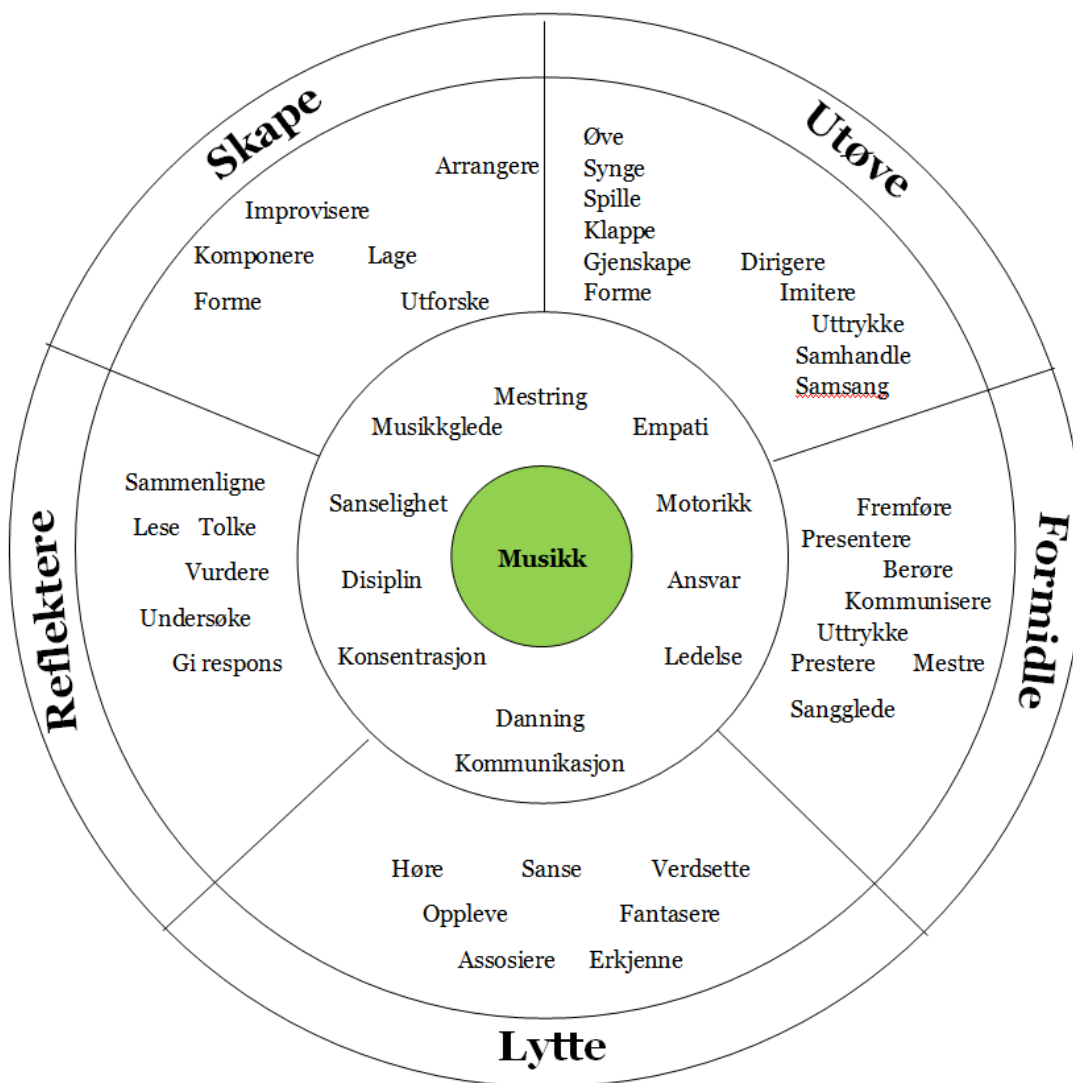 Skape
Arrangere
Improvisere
Komponere Lage
Forme Utforske
Utøve
Øve
Synge
Spille
Klappe
Gjenskape Dirigere
Forme Imitere
Uttrykke
Samhandle
Samsang
Formidle
Fremføre
Presentere
Berøre
Kommunisere
Uttrykke
Prestere Mestre
Sangglede
Lytte
Høre Sanse Verdsette
Oppleve Fantasere
Assosiere Erkjenne
Reflektere
Sammenligne
Lese Tolke
Vurdere
Undersøke
Gi respons
Mestring
Musikkglede Empati
Sanselighet Motorikk
Musikk
Disiplin Ansvar
Konsentrasjon Ledelse
Danning
Kommunikasjon